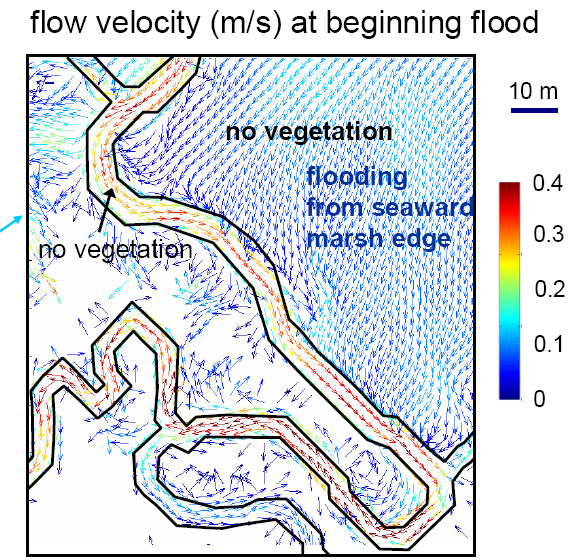 flow velocity (m/s) at beginning flood
10 m
no vegetation
flooding
from seaward
marsh edge
no vegetation
0.4
0.3
0.2
0.1
0